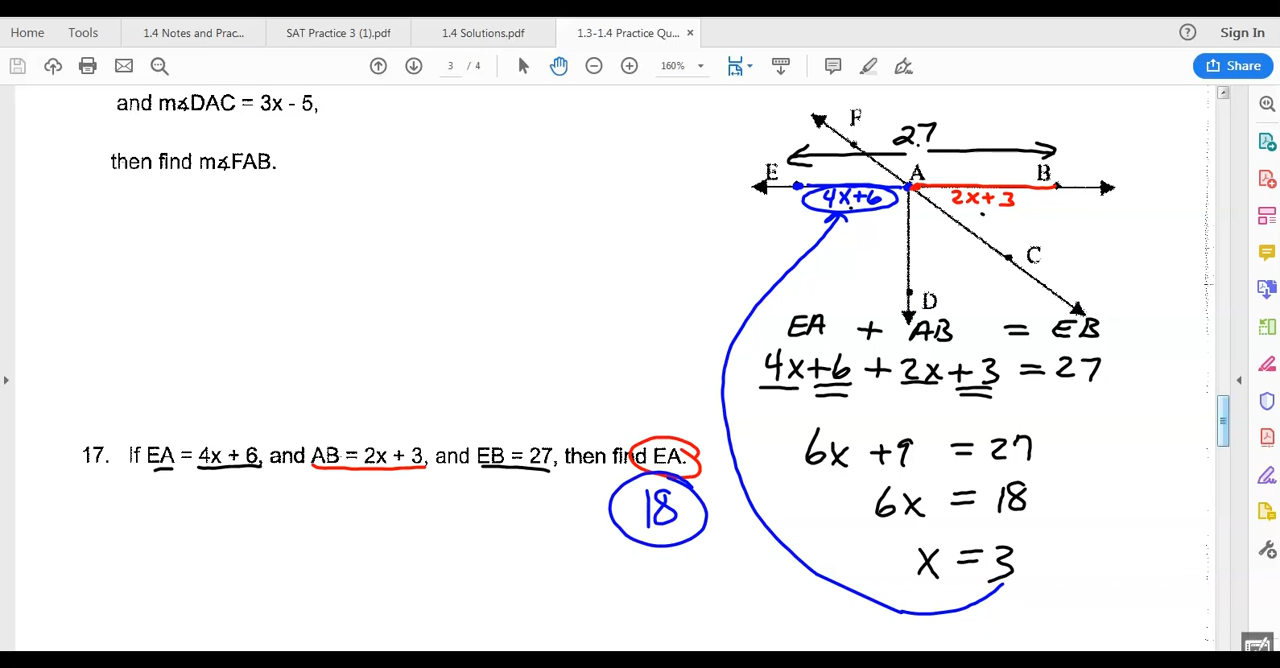 Home Tools 1.4 Notes and Prac... SAT Practice 3 (1).pdf 1.4 Solutions.pdf 1.3-1.4 Practice Qu... × Sign In
3 / 4 160% Share
and m∡DAC = 3x - 5,
then find m∡FAB.
F
27
E A B
4x+6 2x+3
C
D
EA + AB = EB
4x+6 + 2x+3 = 27
6x +9 = 27
17. If EA = 4x + 6, and AB = 2x + 3, and EB = 27, then find EA.
18
6x = 18
x = 3